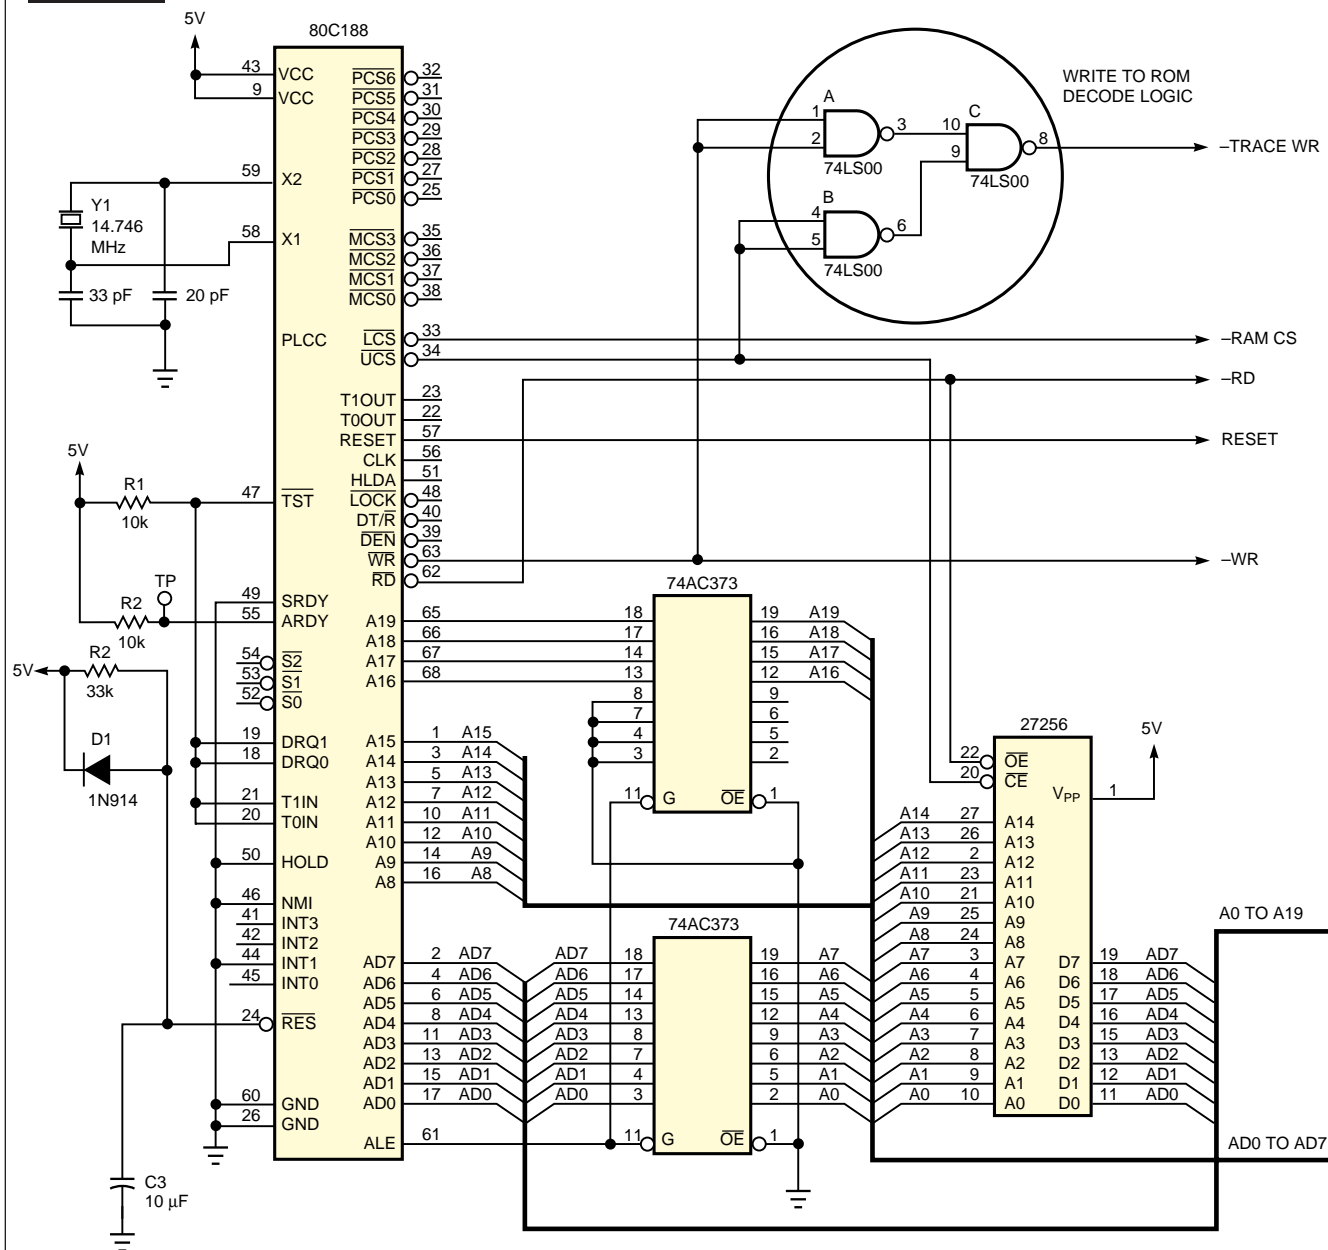 5V
80C188
43 VCC
9 VCC
59 X2
Y1
14.746
MHz
58 X1
33 pF
20 pF
PLCC
5V
R1
10k
47 TST
TP
R2
10k
49 SRDY
55 ARDY
5V
R2
33k
54 S2
53 S1
52 S0
D1
1N914
19 DRQ1
18 DRQ0
21 T1IN
20 T0IN
50 HOLD
46 NMI
41 INT3
42 INT2
44 INT1
45 INT0
24 RES
60 GND
26 GND
C3
10 µF
PCS6 32
PCS5 31
PCS4 30
PCS3 29
PCS2 28
PCS1 27
PCS0 25
MCS3 35
MCS2 36
MCS1 37
MCS0 38
LCS 33
UCS 34
T1OUT 23
T0OUT 22
RESET 57
CLK 56
HLDA 51
LOCK 48
DT/R 40
DEN 39
WR 63
RD 62
A19 65
A18 66
A17 67
A16 68
A15 1 A15
A14 3 A14
A13 5 A13
A12 7 A12
A11 10 A11
A10 12 A10
A9 14 A9
A8 16 A8
AD7 2 AD7
AD6 4 AD6
AD5 6 AD5
AD4 8 AD4
AD3 11 AD3
AD2 13 AD2
AD1 15 AD1
AD0 17 AD0
ALE 61
WRITE TO ROM
DECODE LOGIC
A
1
2
3
74LS00
B
4
5
6
74LS00
C
10
9
8
74LS00
–TRACE WR
–RAM CS
–RD
RESET
–WR
74AC373
18 19 A19
17 16 A18
14 15 A17
13 12 A16
8 9
7 6
4 5
3 2
11 G OE 1
74AC373
AD7 18 19 A7
AD6 17 16 A6
AD5 14 15 A5
AD4 13 12 A4
AD3 8 9 A3
AD2 7 6 A2
AD1 4 5 A1
AD0 3 2 A0
11 G OE 1
27256
5V
22 OE
20 CE
VPP 1
A14 27 A14
A13 26 A13
A12 2 A12
A11 23 A11
A10 21 A10
A9 25 A9
A8 24 A8
A7 3 A7 D7 19 AD7
A6 4 A6 D6 18 AD6
A5 5 A5 D5 17 AD5
A4 6 A4 D4 16 AD4
A3 7 A3 D3 15 AD3
A2 8 A2 D2 13 AD2
A1 9 A1 D1 12 AD1
A0 10 A0 D0 11 AD0
A0 TO A19
AD0 TO AD7